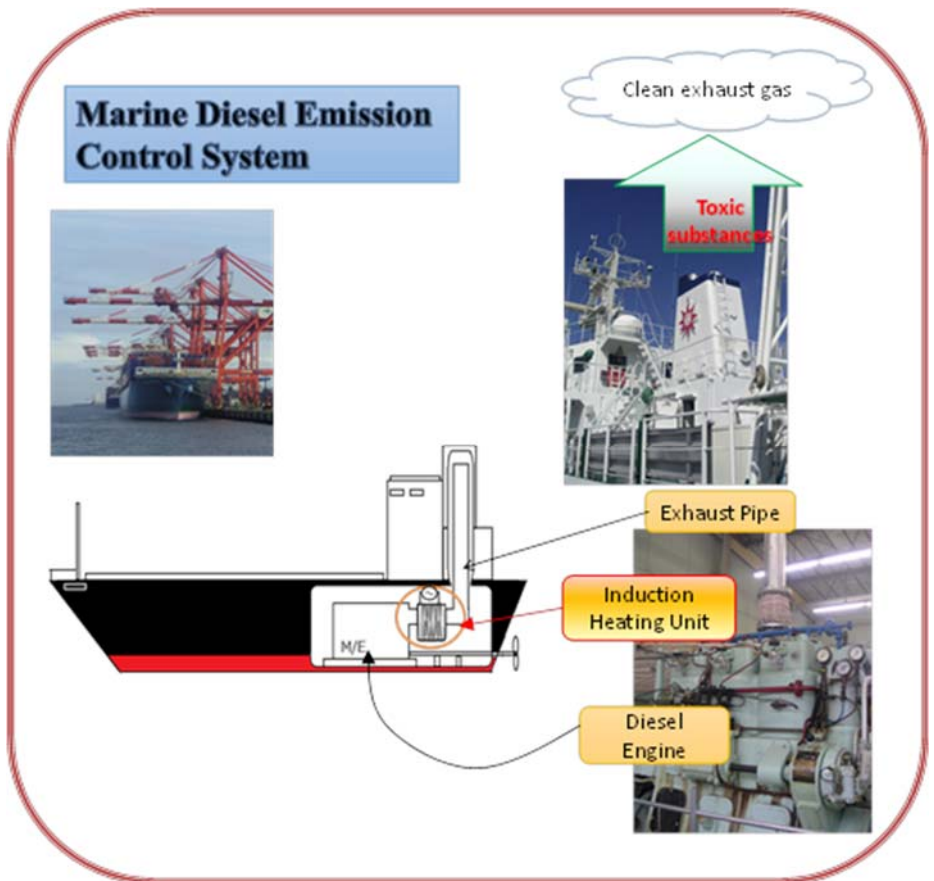 Marine Diesel Emission
Control System
Clean exhaust gas
Toxic
substances
Exhaust Pipe
Induction
Heating Unit
M/E
Diesel
Engine